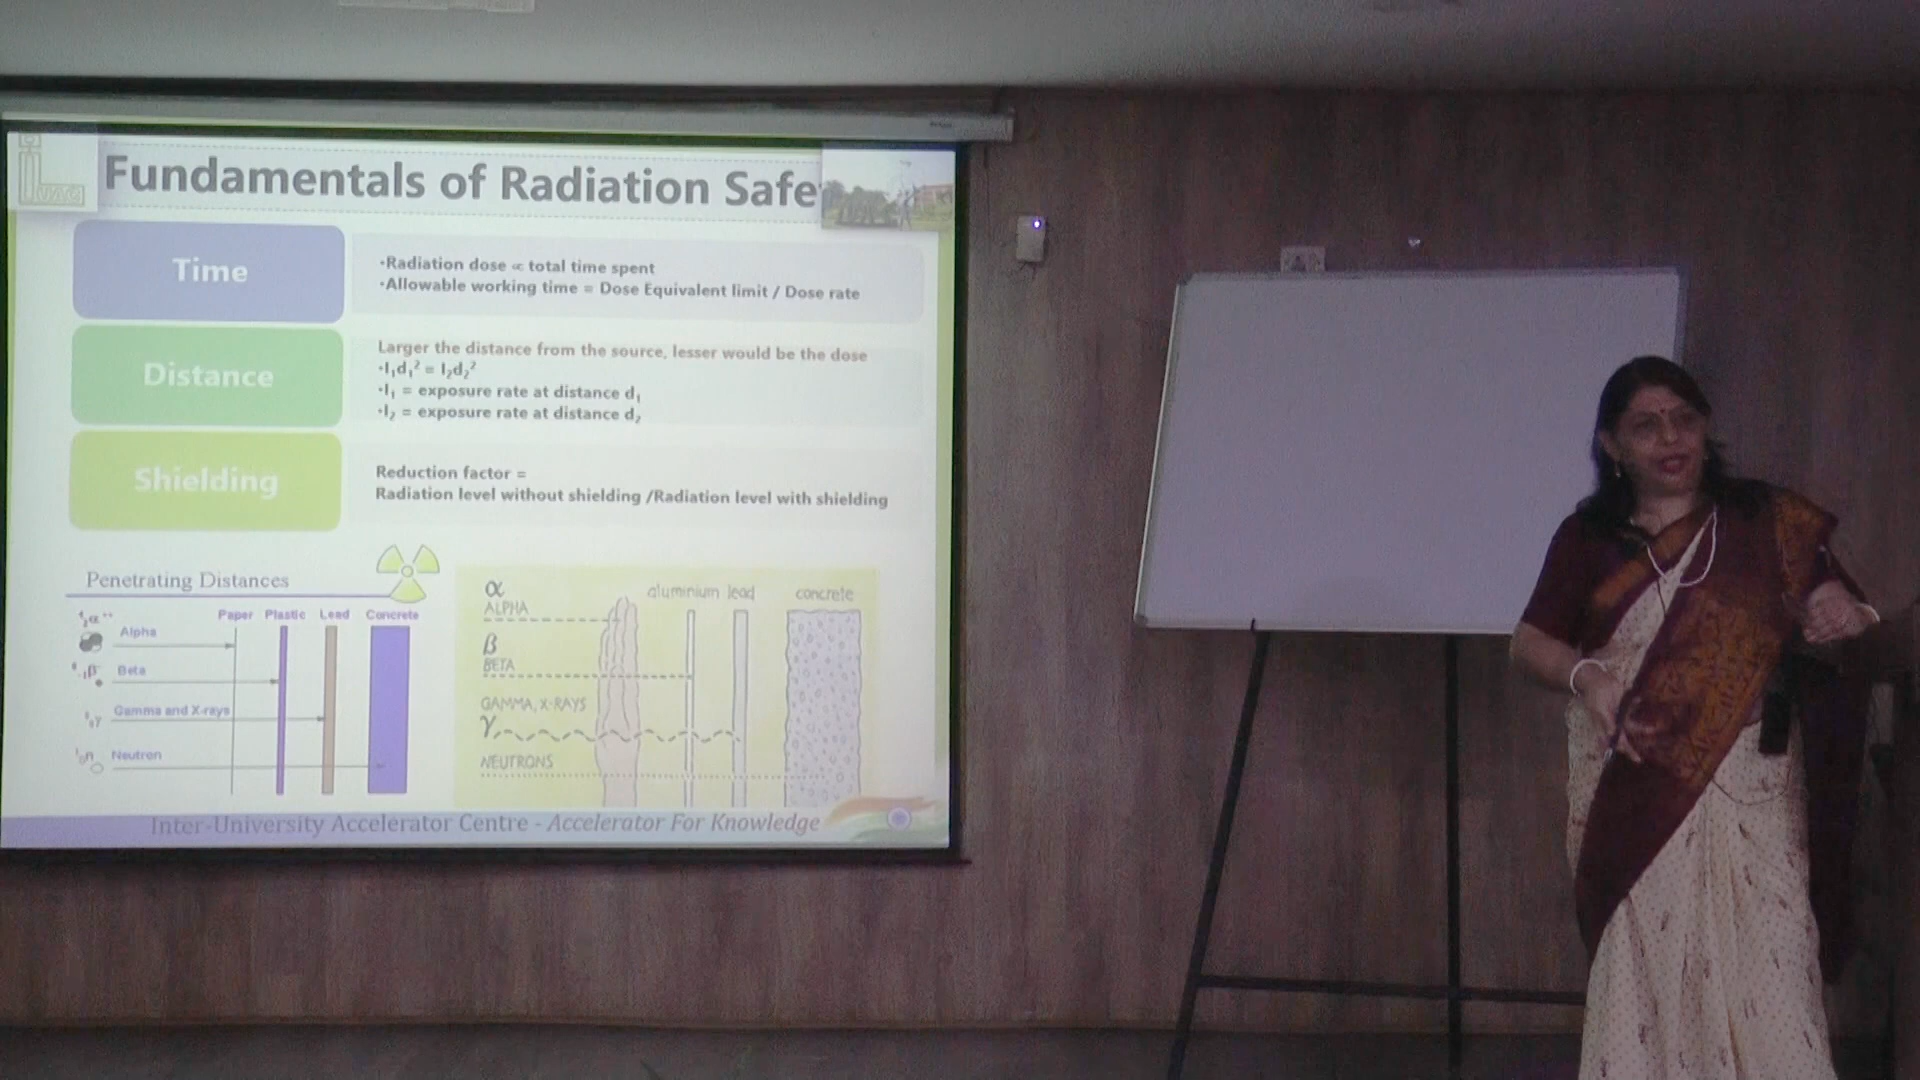 Fundamentals of Radiation Safe
Time
•Radiation dose ∝ total time spent
•Allowable working time = Dose Equivalent limit / Dose rate
Distance
Larger the distance from the source, lesser would be the dose
•I₁d₁² = I₂d₂²
•I₁ = exposure rate at distance d₁
•I₂ = exposure rate at distance d₂
Shielding
Reduction factor =
Radiation level without shielding /Radiation level with shielding
Penetrating Distances
Paper Plastic Lead Concrete
Alpha
Beta
Gamma and X-rays
Neutron
α
ALPHA
aluminium lead concrete
β
BETA
GAMMA, X-RAYS
γ
NEUTRONS
Inter-University Accelerator Centre - Accelerator For Knowledge